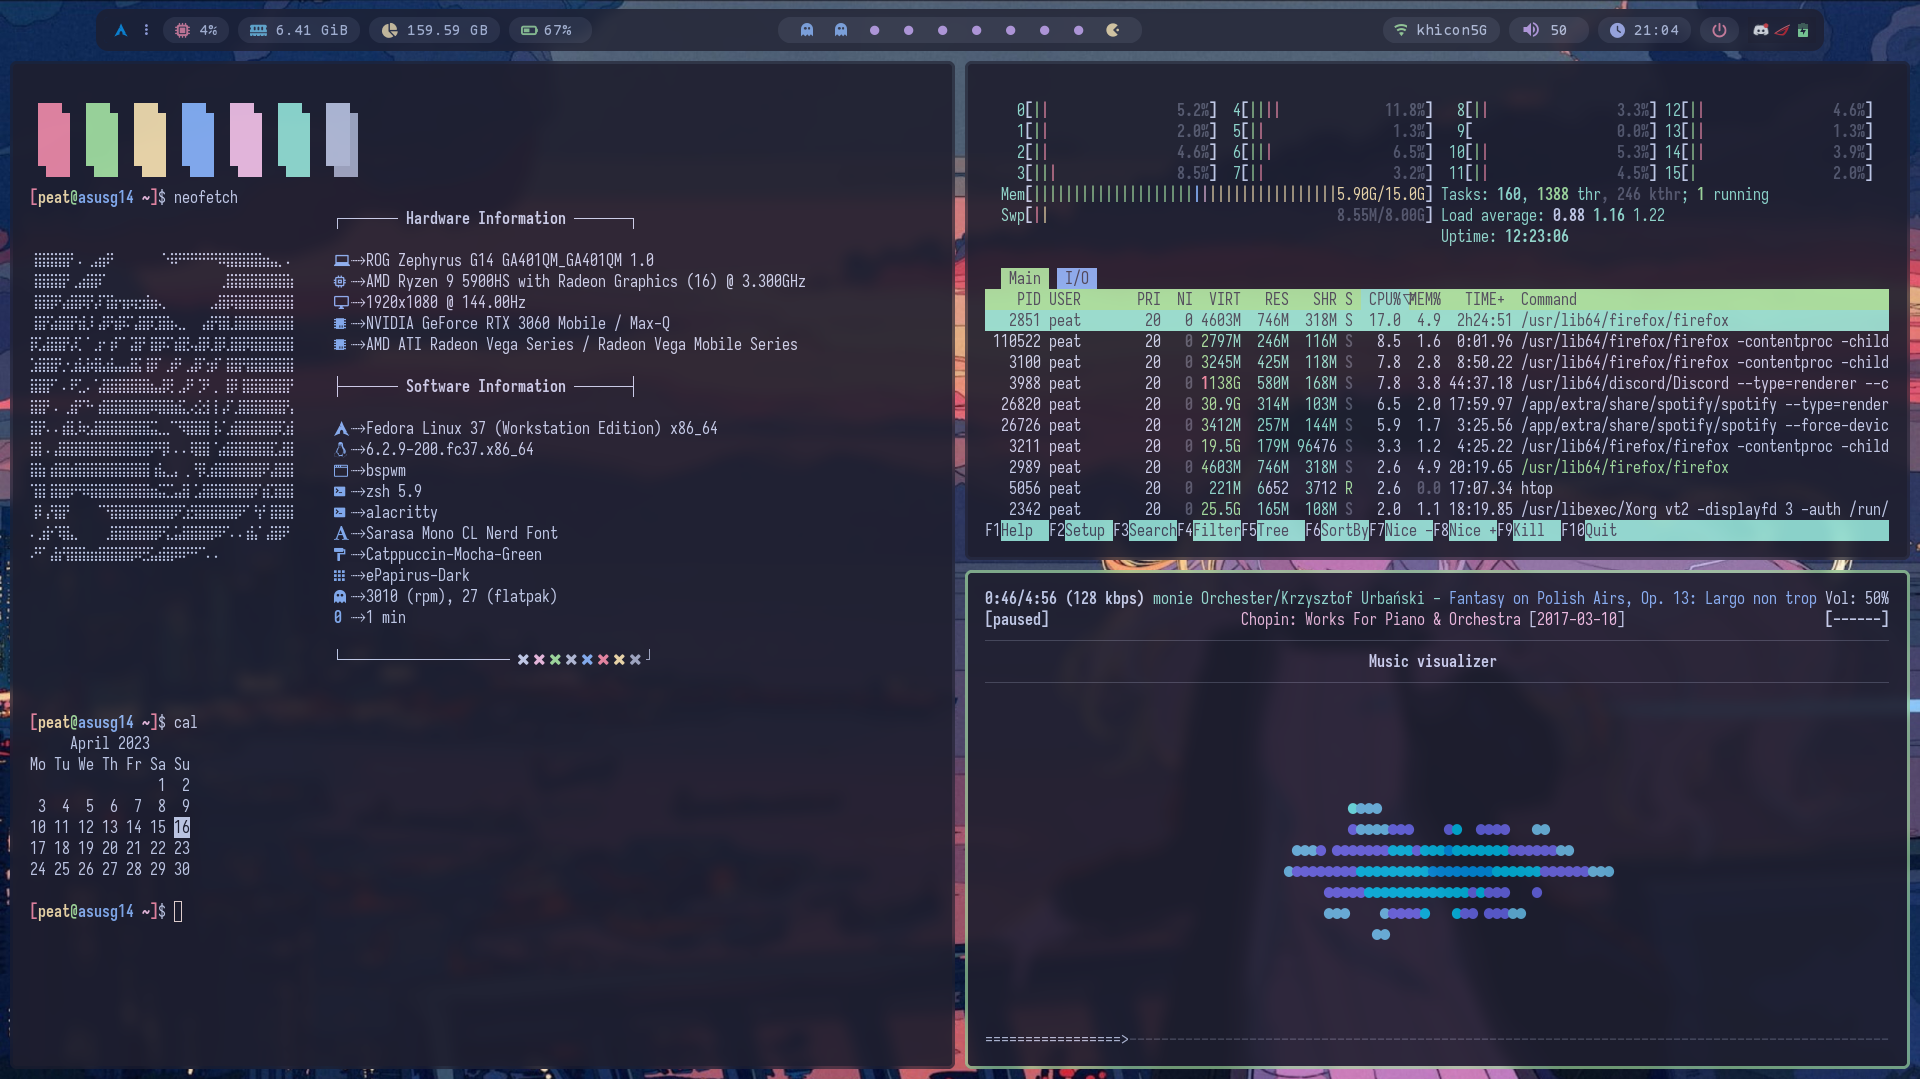 4%
6.41 GiB
159.59 GB
67%
khicon5G
50
21:04
[peat@asusg14 ~]$ neofetch
Hardware Information
ROG Zephyrus G14 GA401QM_GA401QM 1.0
AMD Ryzen 9 5900HS with Radeon Graphics (16) @ 3.300GHz
1920x1080 @ 144.00Hz
NVIDIA GeForce RTX 3060 Mobile / Max-Q
AMD ATI Radeon Vega Series / Radeon Vega Mobile Series
Software Information
Fedora Linux 37 (Workstation Edition) x86_64
6.2.9-200.fc37.x86_64
bspwm
zsh 5.9
alacritty
Sarasa Mono CL Nerd Font
Catppuccin-Mocha-Green
ePapirus-Dark
3010 (rpm), 27 (flatpak)
1 min
[peat@asusg14 ~]$ cal
April 2023
Mo Tu We Th Fr Sa Su
1 2
3 4 5 6 7 8 9
10 11 12 13 14 15 16
17 18 19 20 21 22 23
24 25 26 27 28 29 30
[peat@asusg14 ~]$
0[|| 5.2%] 4[|||| 11.8%] 8[|| 3.3%] 12[|| 4.6%]
1[|| 2.0%] 5[|| 1.3%] 9[ 0.0%] 13[|| 1.3%]
2[|| 4.6%] 6[||| 6.5%] 10[|| 5.3%] 14[|| 3.9%]
3[||| 8.5%] 7[|| 3.2%] 11[|| 4.5%] 15[| 2.0%]
Mem[||||||||||||||||||||||||||||||||||||||5.90G/15.0G] Tasks: 160, 1388 thr, 246 kthr; 1 running
Swp[|| 8.55M/8.00G] Load average: 0.88 1.16 1.22
Uptime: 12:23:06
Main I/O
PID USER PRI NI VIRT RES SHR S CPU%▽MEM% TIME+ Command
2851 peat 20 0 4603M 746M 318M S 17.0 4.9 2h24:51 /usr/lib64/firefox/firefox
110522 peat 20 0 2797M 246M 116M S 8.5 1.6 0:01.96 /usr/lib64/firefox/firefox -contentproc -child
3100 peat 20 0 3245M 425M 118M S 7.8 2.8 8:50.22 /usr/lib64/firefox/firefox -contentproc -child
3988 peat 20 0 1138G 580M 168M S 7.8 3.8 44:37.18 /usr/lib64/discord/Discord --type=renderer --c
26820 peat 20 0 30.9G 314M 103M S 6.5 2.0 17:59.97 /app/extra/share/spotify/spotify --type=render
26726 peat 20 0 3412M 257M 144M S 5.9 1.7 3:25.56 /app/extra/share/spotify/spotify --force-devic
3211 peat 20 0 19.5G 179M 96476 S 3.3 1.2 4:25.22 /usr/lib64/firefox/firefox -contentproc -child
2989 peat 20 0 4603M 746M 318M S 2.6 4.9 20:19.65 /usr/lib64/firefox/firefox
5056 peat 20 0 221M 6652 3712 R 2.6 0.0 17:07.34 htop
2342 peat 20 0 25.5G 165M 108M S 2.0 1.1 18:19.85 /usr/libexec/Xorg vt2 -displayfd 3 -auth /run/
F1Help F2Setup F3SearchF4FilterF5Tree F6SortByF7Nice -F8Nice +F9Kill F10Quit
0:46/4:56 (128 kbps) monie Orchester/Krzysztof Urbański - Fantasy on Polish Airs, Op. 13: Largo non trop Vol: 50%
[paused] Chopin: Works For Piano & Orchestra [2017-03-10] [------]
Music visualizer